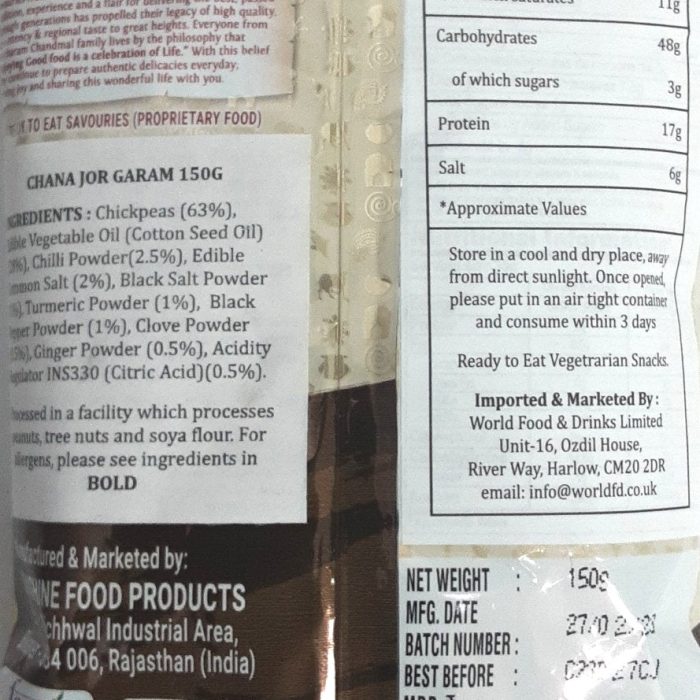 experience and a flair for
generations has propelled their legacy of high quality,
& regional taste to great heights. Everyone from
Chandmal family lives by the philosophy that
Good food is a celebration of Life." With this belief
to prepare authentic delicacies everyday,
joy and sharing this wonderful life with you.
TO EAT SAVOURIES (PROPRIETARY FOOD)
CHANA JOR GARAM 150G
: Chickpeas (63%),
Vegetable Oil (Cotton Seed Oil)
Chilli Powder(2.5%), Edible
Salt (2%), Black Salt Powder
Turmeric Powder (1%), Black
Powder (1%), Clove Powder
Ginger Powder (0.5%), Acidity
INS330 (Citric Acid)(0.5%).
in a facility which processes
tree nuts and soya flour. For
please see ingredients in
BOLD
& Marketed by:
FOOD PRODUCTS
Industrial Area,
006, Rajasthan (India)
11g
Carbohydrates 48g
of which sugars 3g
Protein 17g
Salt 6g
*Approximate Values
Store in a cool and dry place, away
from direct sunlight. Once opened,
please put in an air tight container
and consume within 3 days
Ready to Eat Vegetrarian Snacks.
Imported & Marketed By:
World Food & Drinks Limited
Unit-16, Ozdil House,
River Way, Harlow, CM20 2DR
email: info@worldfd.co.uk
NET WEIGHT : 150g
MFG. DATE
BATCH NUMBER :
BEST BEFORE :